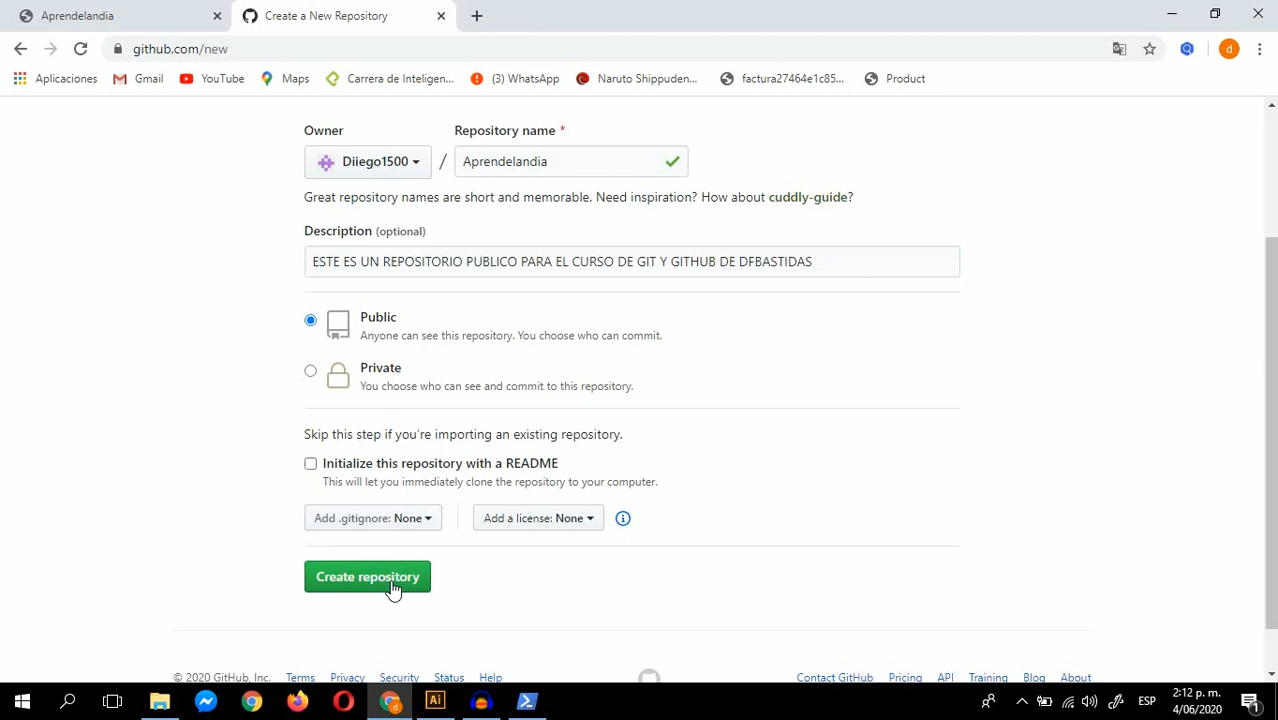 Aprendelandia
Create a New Repository
github.com/new
Aplicaciones
Gmail
YouTube
Maps
Carrera de Inteligen...
(3) WhatsApp
Naruto Shippuden...
factura27464e1c85...
Product
d
Owner
Repository name *
Diiego1500
/
Aprendelandia
Great repository names are short and memorable. Need inspiration? How about cuddly-guide?
Description (optional)
ESTE ES UN REPOSITORIO PUBLICO PARA EL CURSO DE GIT Y GITHUB DE DFBASTIDAS
Public
Anyone can see this repository. You choose who can commit.
Private
You choose who can see and commit to this repository.
Skip this step if you're importing an existing repository.
Initialize this repository with a README
This will let you immediately clone the repository to your computer.
Add .gitignore: None
Add a license: None
Create repository
© 2020 GitHub, Inc.
Terms
Privacy
Security
Status
Help
Contact GitHub
Pricing
API
Training
Blog
About
Ai
ESP
2:12 p. m.
4/06/2020
1